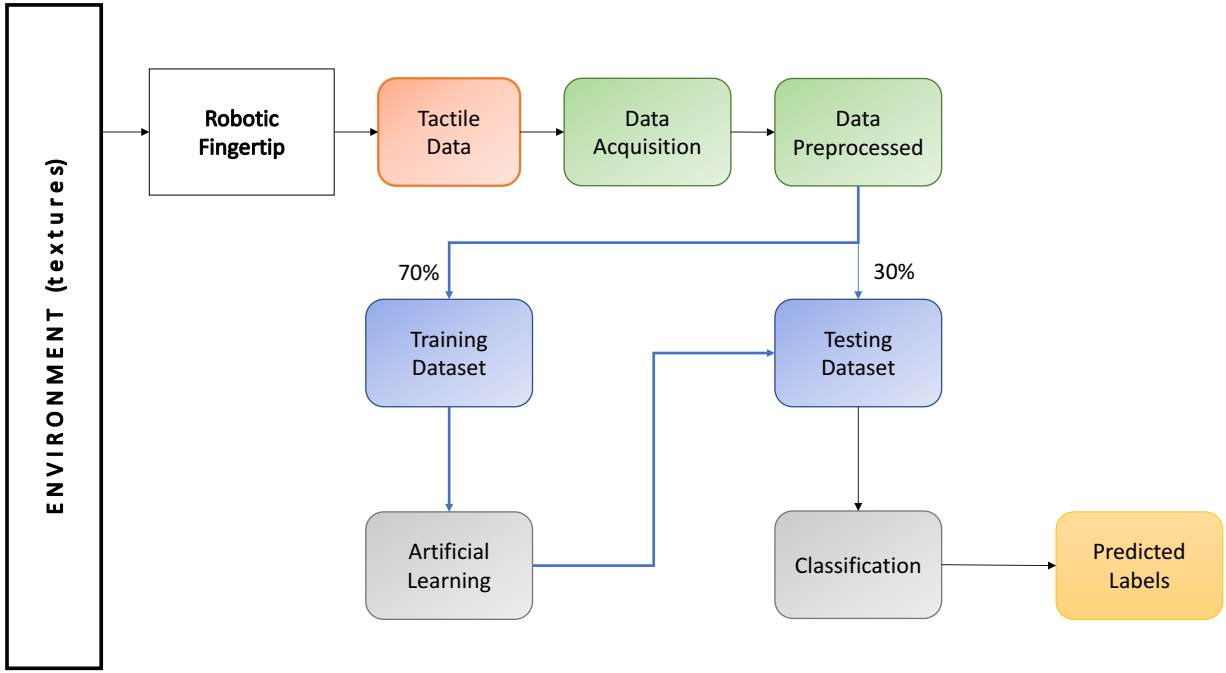 ENVIRONMENT (textures)
Robotic
Fingertip
Tactile
Data
Data
Acquisition
Data
Preprocessed
70%
30%
Training
Dataset
Testing
Dataset
Artificial
Learning
Classification
Predicted
Labels